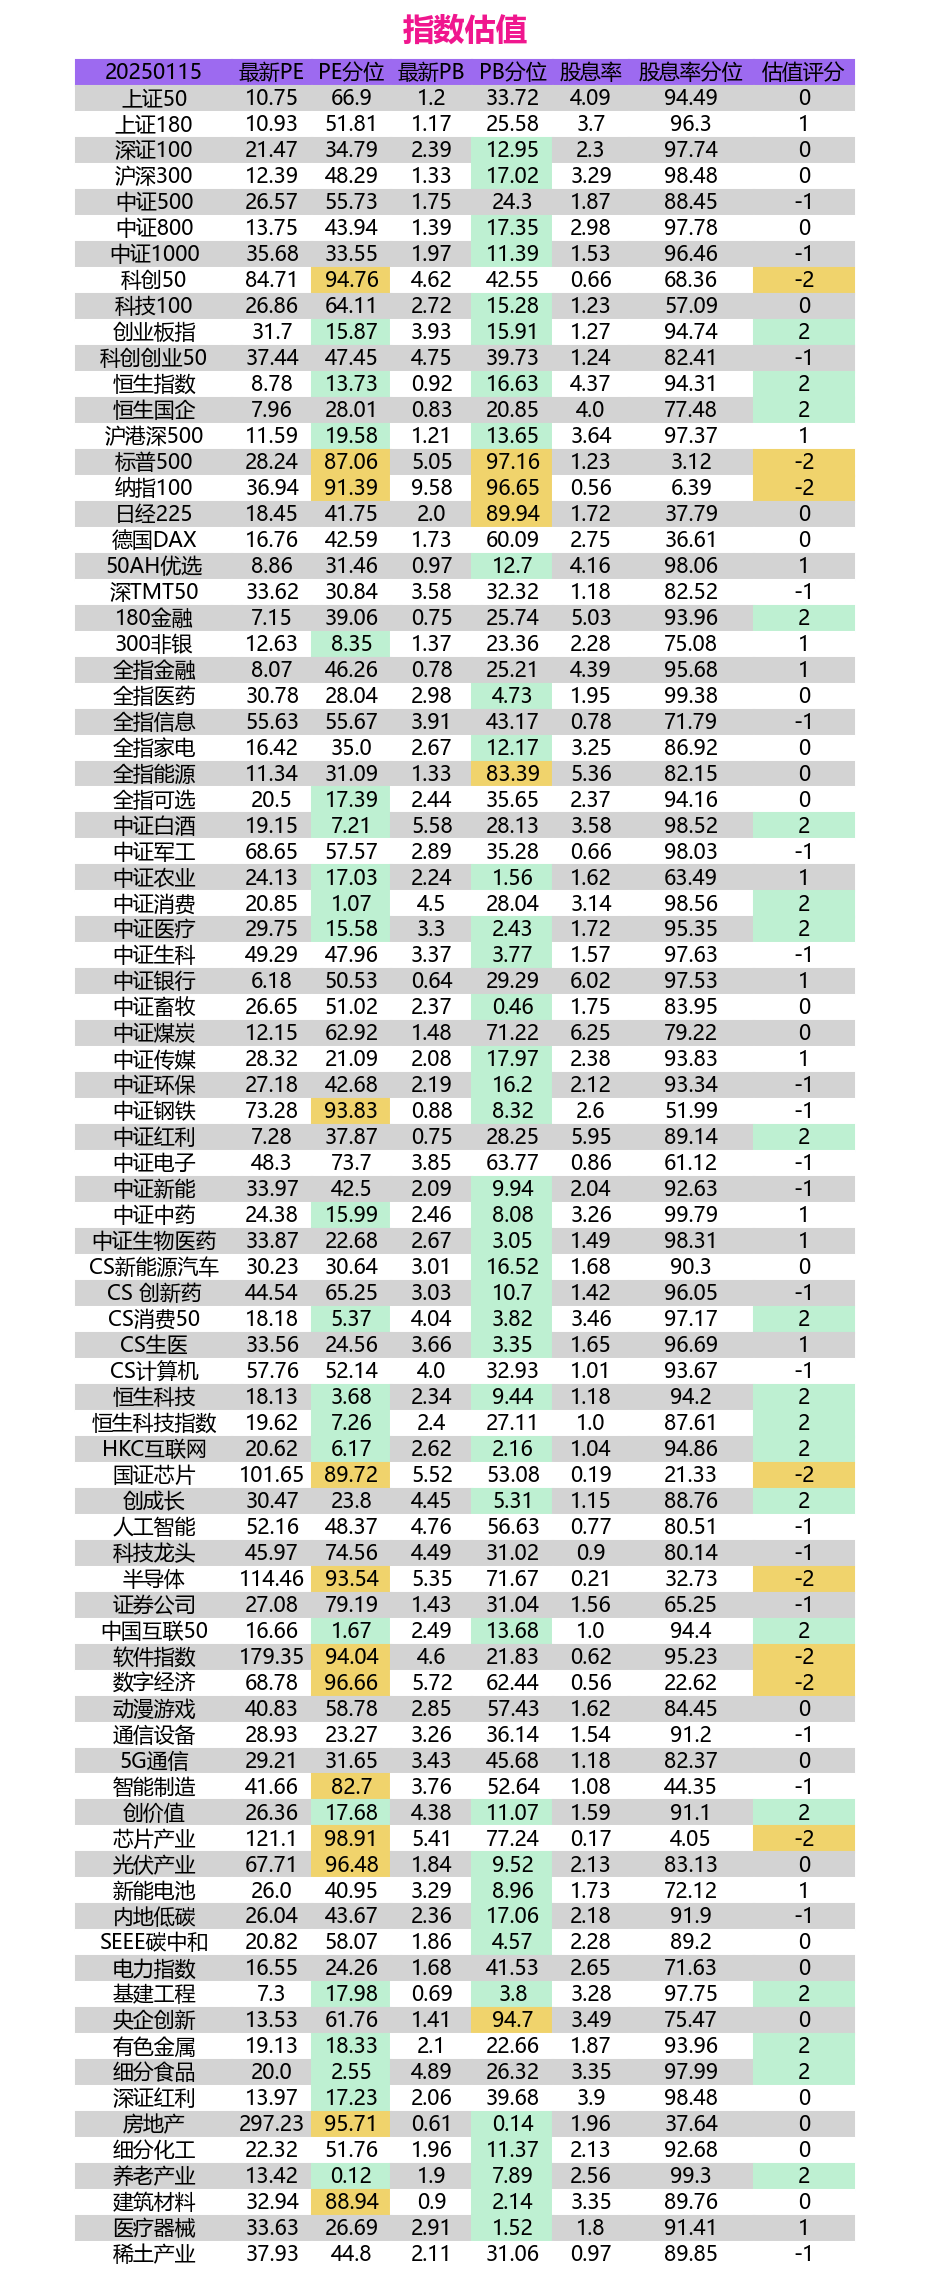 指数估值
20250115 最新PE PE分位 最新PB PB分位 股息率 股息率分位 估值评分
上证50 10.75 66.9 1.2 33.72 4.09 94.49 0
上证180 10.93 51.81 1.17 25.58 3.7 96.3 1
深证100 21.47 34.79 2.39 12.95 2.3 97.74 0
沪深300 12.39 48.29 1.33 17.02 3.29 98.48 0
中证500 26.57 55.73 1.75 24.3 1.87 88.45 -1
中证800 13.75 43.94 1.39 17.35 2.98 97.78 0
中证1000 35.68 33.55 1.97 11.39 1.53 96.46 -1
科创50 84.71 94.76 4.62 42.55 0.66 68.36 -2
科技100 26.86 64.11 2.72 15.28 1.23 57.09 0
创业板指 31.7 15.87 3.93 15.91 1.27 94.74 2
科创创业50 37.44 47.45 4.75 39.73 1.24 82.41 -1
恒生指数 8.78 13.73 0.92 16.63 4.37 94.31 2
恒生国企 7.96 28.01 0.83 20.85 4.0 77.48 2
沪港深500 11.59 19.58 1.21 13.65 3.64 97.37 1
标普500 28.24 87.06 5.05 97.16 1.23 3.12 -2
纳指100 36.94 91.39 9.58 96.65 0.56 6.39 -2
日经225 18.45 41.75 2.0 89.94 1.72 37.79 0
德国DAX 16.76 42.59 1.73 60.09 2.75 36.61 0
50AH优选 8.86 31.46 0.97 12.7 4.16 98.06 1
深TMT50 33.62 30.84 3.58 32.32 1.18 82.52 -1
180金融 7.15 39.06 0.75 25.74 5.03 93.96 2
300非银 12.63 8.35 1.37 23.36 2.28 75.08 1
全指金融 8.07 46.26 0.78 25.21 4.39 95.68 1
全指医药 30.78 28.04 2.98 4.73 1.95 99.38 0
全指信息 55.63 55.67 3.91 43.17 0.78 71.79 -1
全指家电 16.42 35.0 2.67 12.17 3.25 86.92 0
全指能源 11.34 31.09 1.33 83.39 5.36 82.15 0
全指可选 20.5 17.39 2.44 35.65 2.37 94.16 0
中证白酒 19.15 7.21 5.58 28.13 3.58 98.52 2
中证军工 68.65 57.57 2.89 35.28 0.66 98.03 -1
中证农业 24.13 17.03 2.24 1.56 1.62 63.49 1
中证消费 20.85 1.07 4.5 28.04 3.14 98.56 2
中证医疗 29.75 15.58 3.3 2.43 1.72 95.35 2
中证生科 49.29 47.96 3.37 3.77 1.57 97.63 -1
中证银行 6.18 50.53 0.64 29.29 6.02 97.53 1
中证畜牧 26.65 51.02 2.37 0.46 1.75 83.95 0
中证煤炭 12.15 62.92 1.48 71.22 6.25 79.22 0
中证传媒 28.32 21.09 2.08 17.97 2.38 93.83 1
中证环保 27.18 42.68 2.19 16.2 2.12 93.34 -1
中证钢铁 73.28 93.83 0.88 8.32 2.6 51.99 -1
中证红利 7.28 37.87 0.75 28.25 5.95 89.14 2
中证电子 48.3 73.7 3.85 63.77 0.86 61.12 -1
中证新能 33.97 42.5 2.09 9.94 2.04 92.63 -1
中证中药 24.38 15.99 2.46 8.08 3.26 99.79 1
中证生物医药 33.87 22.68 2.67 3.05 1.49 98.31 1
CS新能源汽车 30.23 30.64 3.01 16.52 1.68 90.3 0
CS 创新药 44.54 65.25 3.03 10.7 1.42 96.05 -1
CS消费50 18.18 5.37 4.04 3.82 3.46 97.17 2
CS生医 33.56 24.56 3.66 3.35 1.65 96.69 1
CS计算机 57.76 52.14 4.0 32.93 1.01 93.67 -1
恒生科技 18.13 3.68 2.34 9.44 1.18 94.2 2
恒生科技指数 19.62 7.26 2.4 27.11 1.0 87.61 2
HKC互联网 20.62 6.17 2.62 2.16 1.04 94.86 2
国证芯片 101.65 89.72 5.52 53.08 0.19 21.33 -2
创成长 30.47 23.8 4.45 5.31 1.15 88.76 2
人工智能 52.16 48.37 4.76 56.63 0.77 80.51 -1
科技龙头 45.97 74.56 4.49 31.02 0.9 80.14 -1
半导体 114.46 93.54 5.35 71.67 0.21 32.73 -2
证券公司 27.08 79.19 1.43 31.04 1.56 65.25 -1
中国互联50 16.66 1.67 2.49 13.68 1.0 94.4 2
软件指数 179.35 94.04 4.6 21.83 0.62 95.23 -2
数字经济 68.78 96.66 5.72 62.44 0.56 22.62 -2
动漫游戏 40.83 58.78 2.85 57.43 1.62 84.45 0
通信设备 28.93 23.27 3.26 36.14 1.54 91.2 -1
5G通信 29.21 31.65 3.43 45.68 1.18 82.37 0
智能制造 41.66 82.7 3.76 52.64 1.08 44.35 -1
创价值 26.36 17.68 4.38 11.07 1.59 91.1 2
芯片产业 121.1 98.91 5.41 77.24 0.17 4.05 -2
光伏产业 67.71 96.48 1.84 9.52 2.13 83.13 0
新能电池 26.0 40.95 3.29 8.96 1.73 72.12 1
内地低碳 26.04 43.67 2.36 17.06 2.18 91.9 -1
SEEE碳中和 20.82 58.07 1.86 4.57 2.28 89.2 0
电力指数 16.55 24.26 1.68 41.53 2.65 71.63 0
基建工程 7.3 17.98 0.69 3.8 3.28 97.75 2
央企创新 13.53 61.76 1.41 94.7 3.49 75.47 0
有色金属 19.13 18.33 2.1 22.66 1.87 93.96 2
细分食品 20.0 2.55 4.89 26.32 3.35 97.99 2
深证红利 13.97 17.23 2.06 39.68 3.9 98.48 0
房地产 297.23 95.71 0.61 0.14 1.96 37.64 0
细分化工 22.32 51.76 1.96 11.37 2.13 92.68 0
养老产业 13.42 0.12 1.9 7.89 2.56 99.3 2
建筑材料 32.94 88.94 0.9 2.14 3.35 89.76 0
医疗器械 33.63 26.69 2.91 1.52 1.8 91.41 1
稀土产业 37.93 44.8 2.11 31.06 0.97 89.85 -1